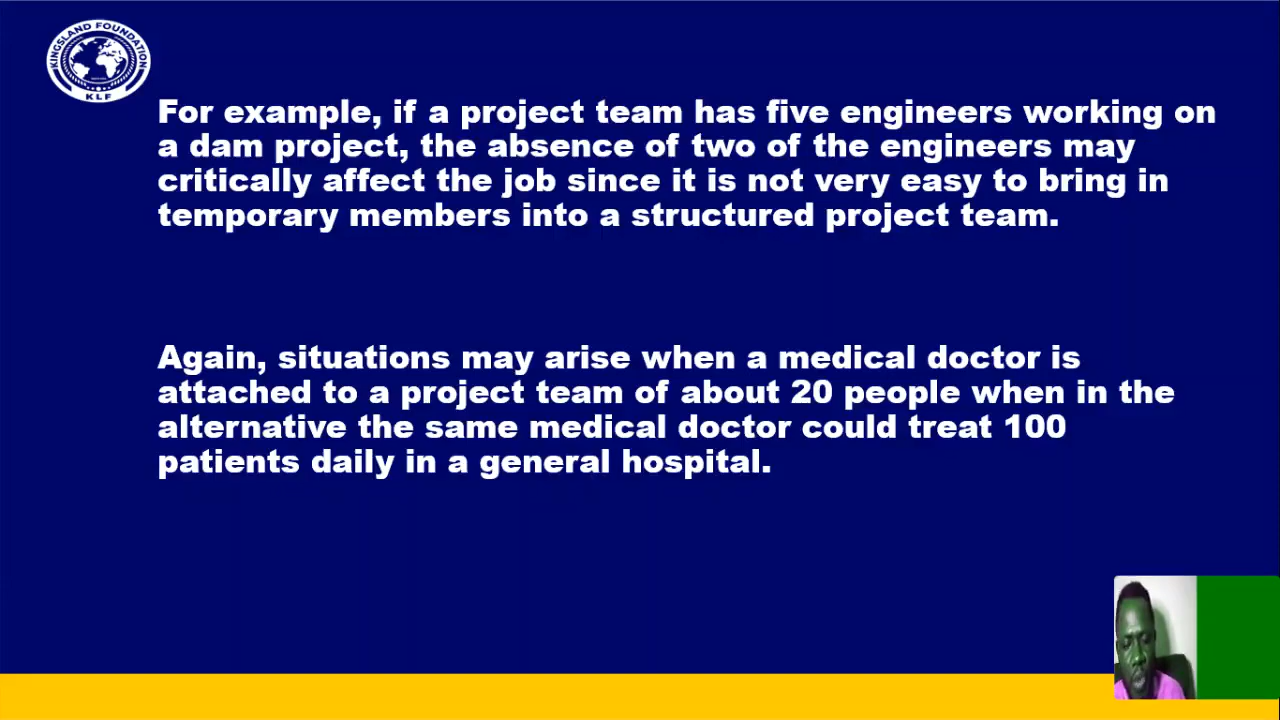 KINGSLAND FOUNDATION
KLF
For example, if a project team has five engineers working on
a dam project, the absence of two of the engineers may
critically affect the job since it is not very easy to bring in
temporary members into a structured project team.
Again, situations may arise when a medical doctor is
attached to a project team of about 20 people when in the
alternative the same medical doctor could treat 100
patients daily in a general hospital.